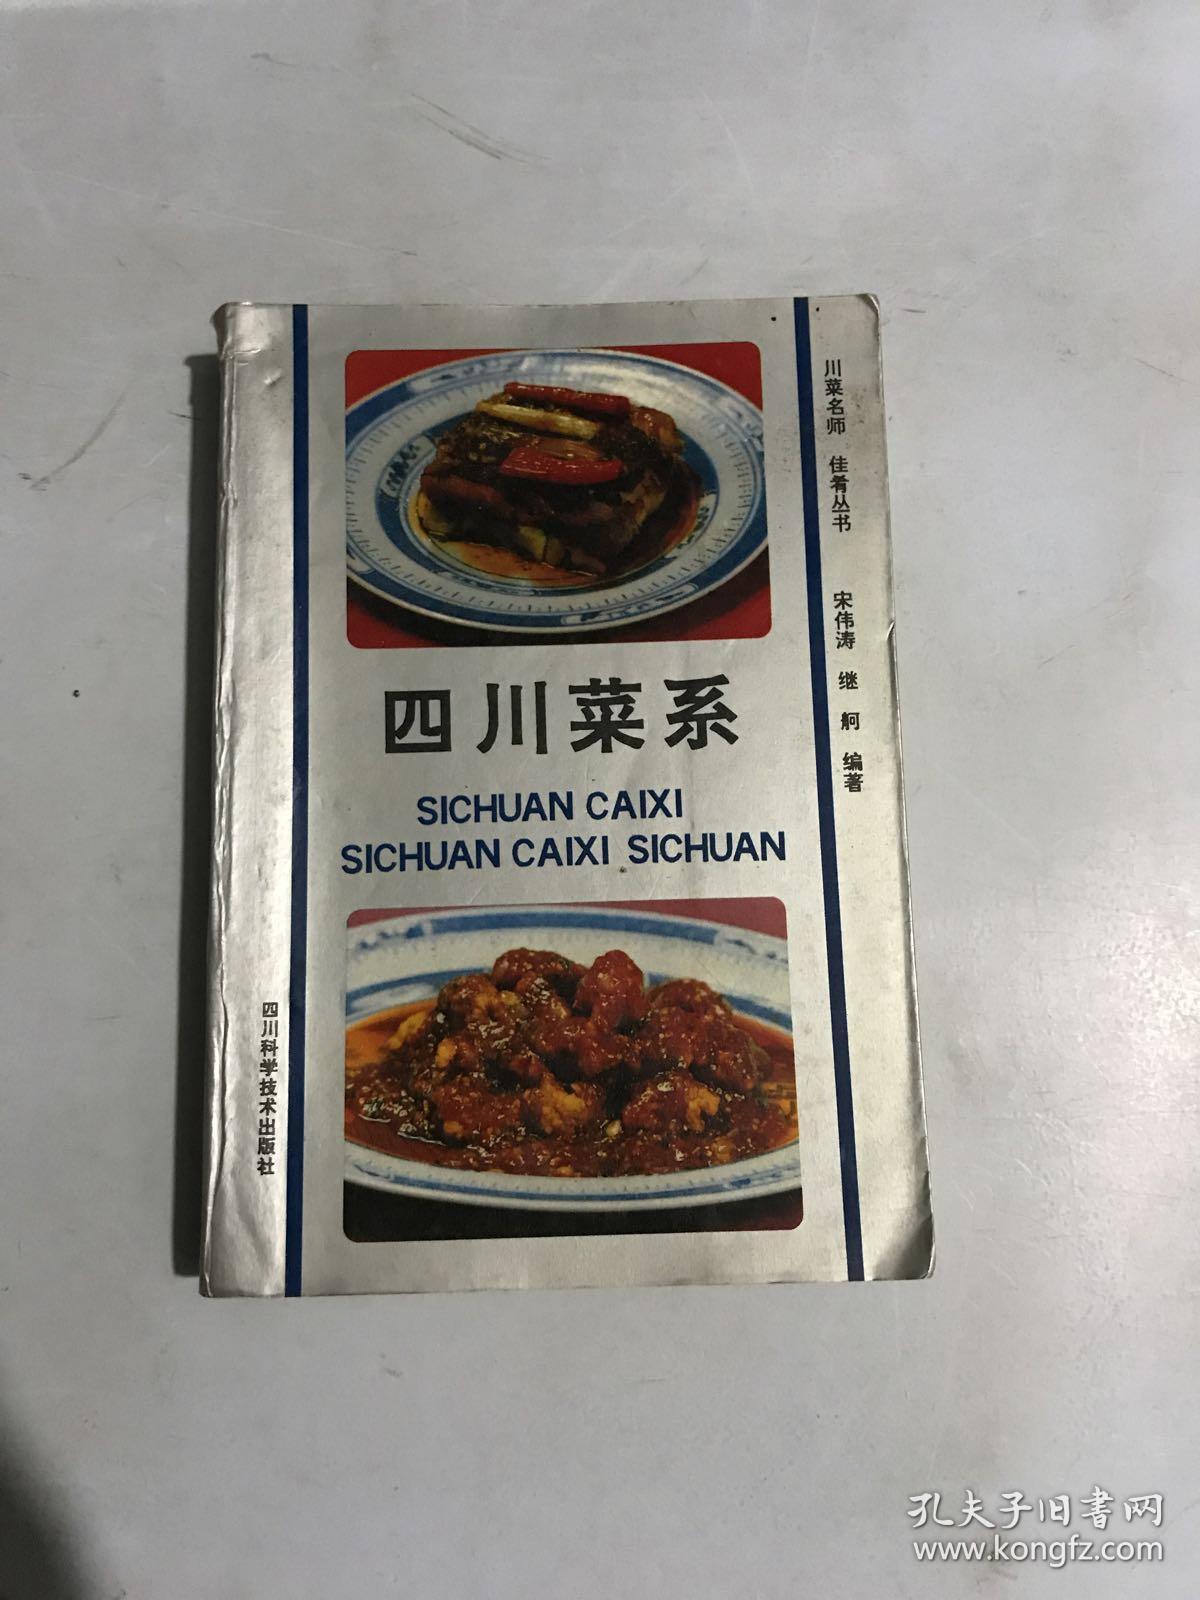 川菜名师 佳肴丛书 宋伟涛 继舸 编著
四川菜系
SICHUAN CAIXI
SICHUAN CAIXI SICHUAN
四川科学技术出版社
孔夫子旧书网
www.kongfz.com